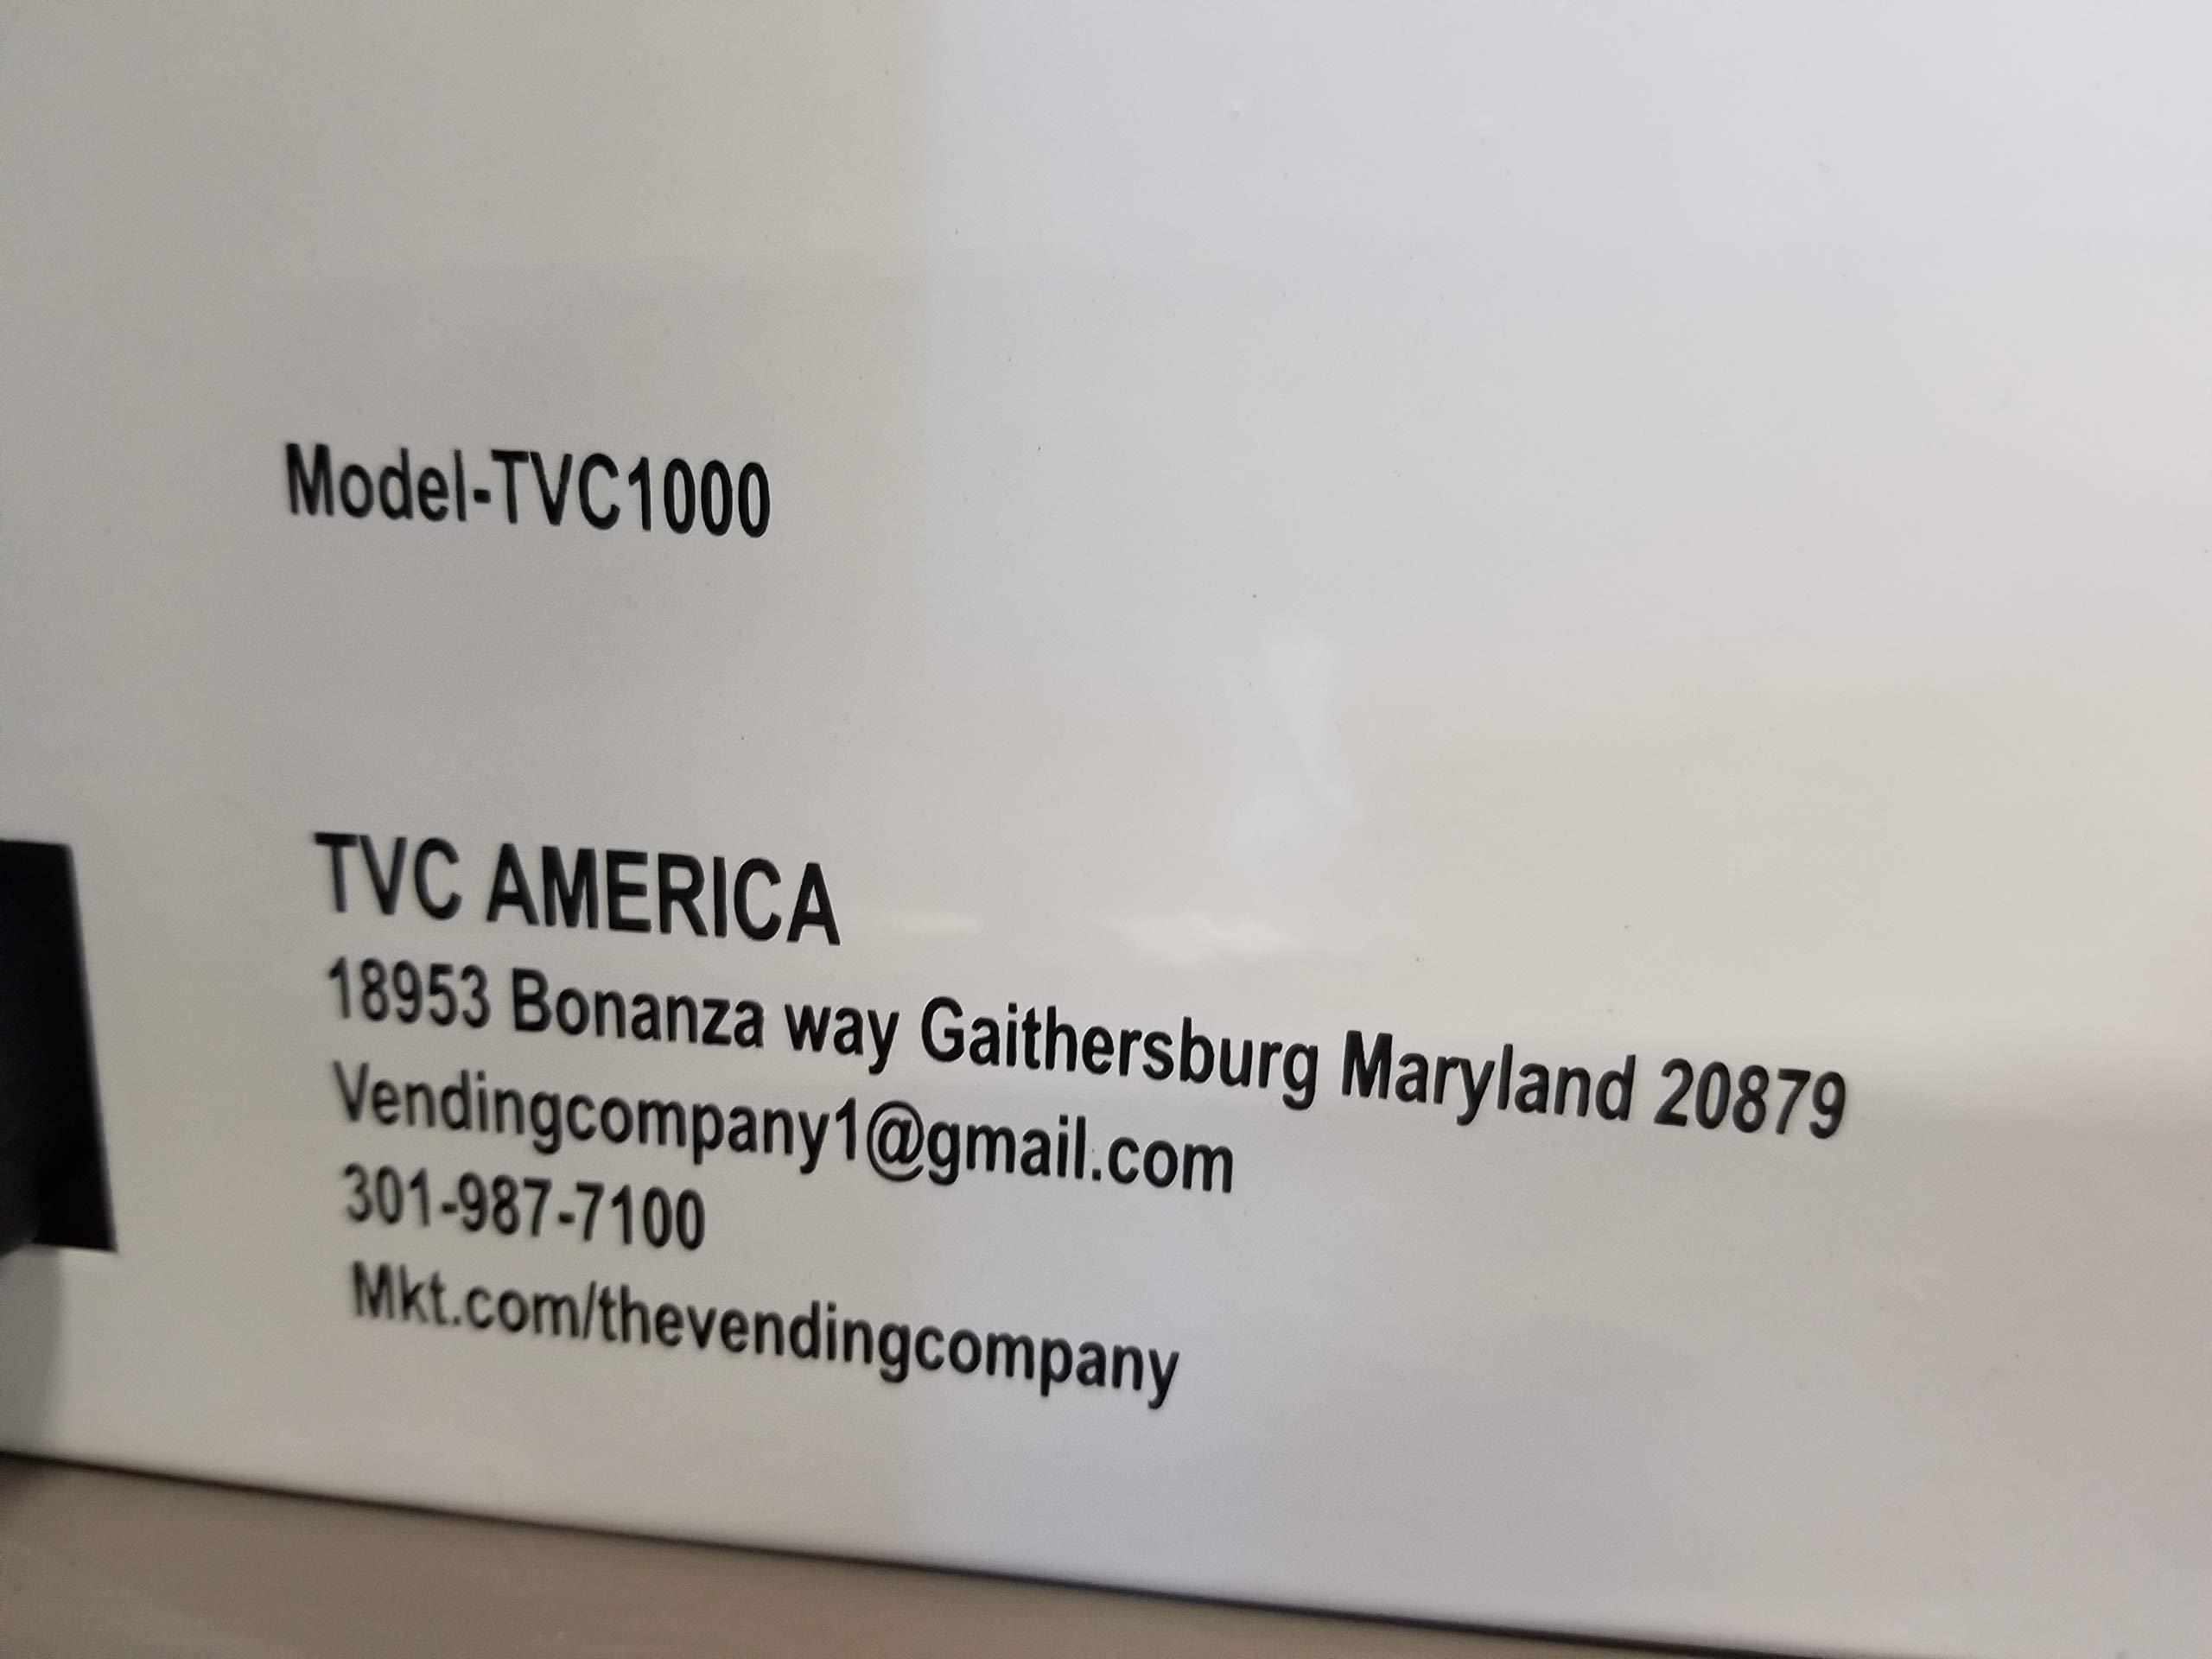 Model-TVC1000
TVC AMERICA
18953 Bonanza way Gaithersburg Maryland 20879
Vendingcompany1@gmail.com
301-987-7100
Mkt.com/thevendingcompany